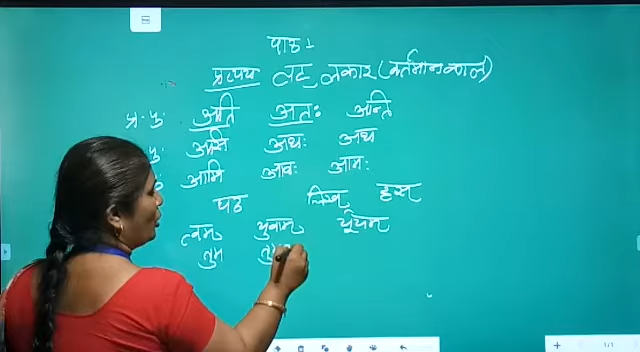 पाठ 1
प्रत्यय लट् लकार (वर्तमान काल)
प्र. पु. अति अतः अन्ति
पु. असि अथः अथ
आमि आवः आमः
पठ लिख हस
त्वम् युवाम् यूयम्
तुम